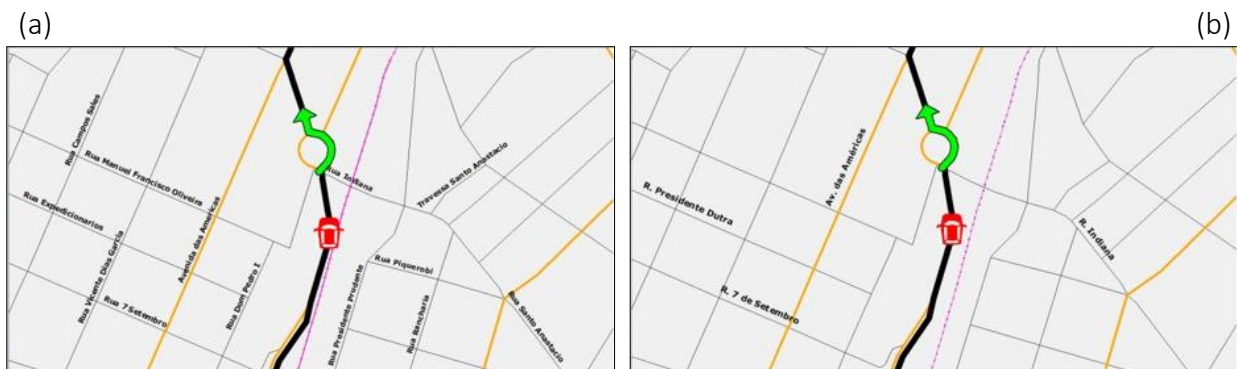 (a)
(b)
Rua Campos Sales
Rua Manuel Francisco Oliveira
Rua Indiana
Travessa Santo Anastacio
Rua Expedicionarios
Avenida das Americas
Rua Vicente Dias Garcia
Rua Dom Pedro I
Rua Piquerobi
Rua 7 Setembro
Rua Presidente Prudente
Rua Rancharia
Rua Santo Anastacio
Av. das Américas
R. Presidente Dutra
R. Indiana
R. 7 de Setembro